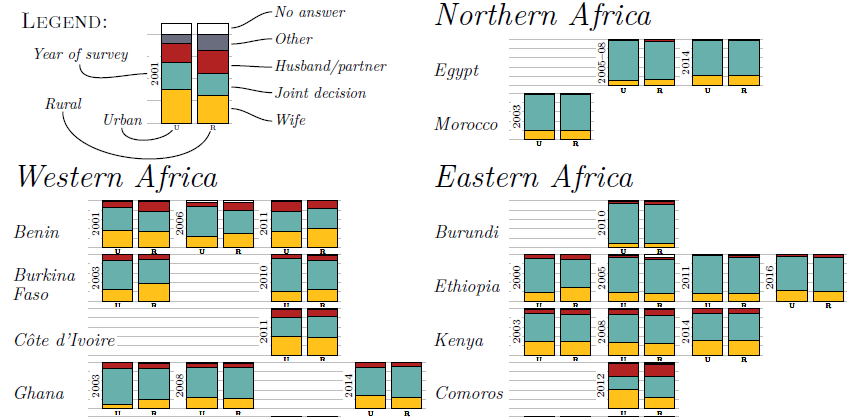 LEGEND:
No answer
Other
Husband/partner
Joint decision
Wife
Year of survey
2001
Rural
Urban
U R
Northern Africa
Egypt
2005–08
2014
U R U R
Morocco
2003
U R
Western Africa
Benin
2001
2006
2011
U R U R U R
Burkina
Faso
2003
2010
U R U R
Côte d'Ivoire
2011
U R
Ghana
2003
2008
2014
U R U R U R
Eastern Africa
Burundi
2010
U R
Ethiopia
2000
2005
2011
2016
U R U R U R U R
Kenya
2003
2008
2014
U R U R U R
Comoros
2012
U R